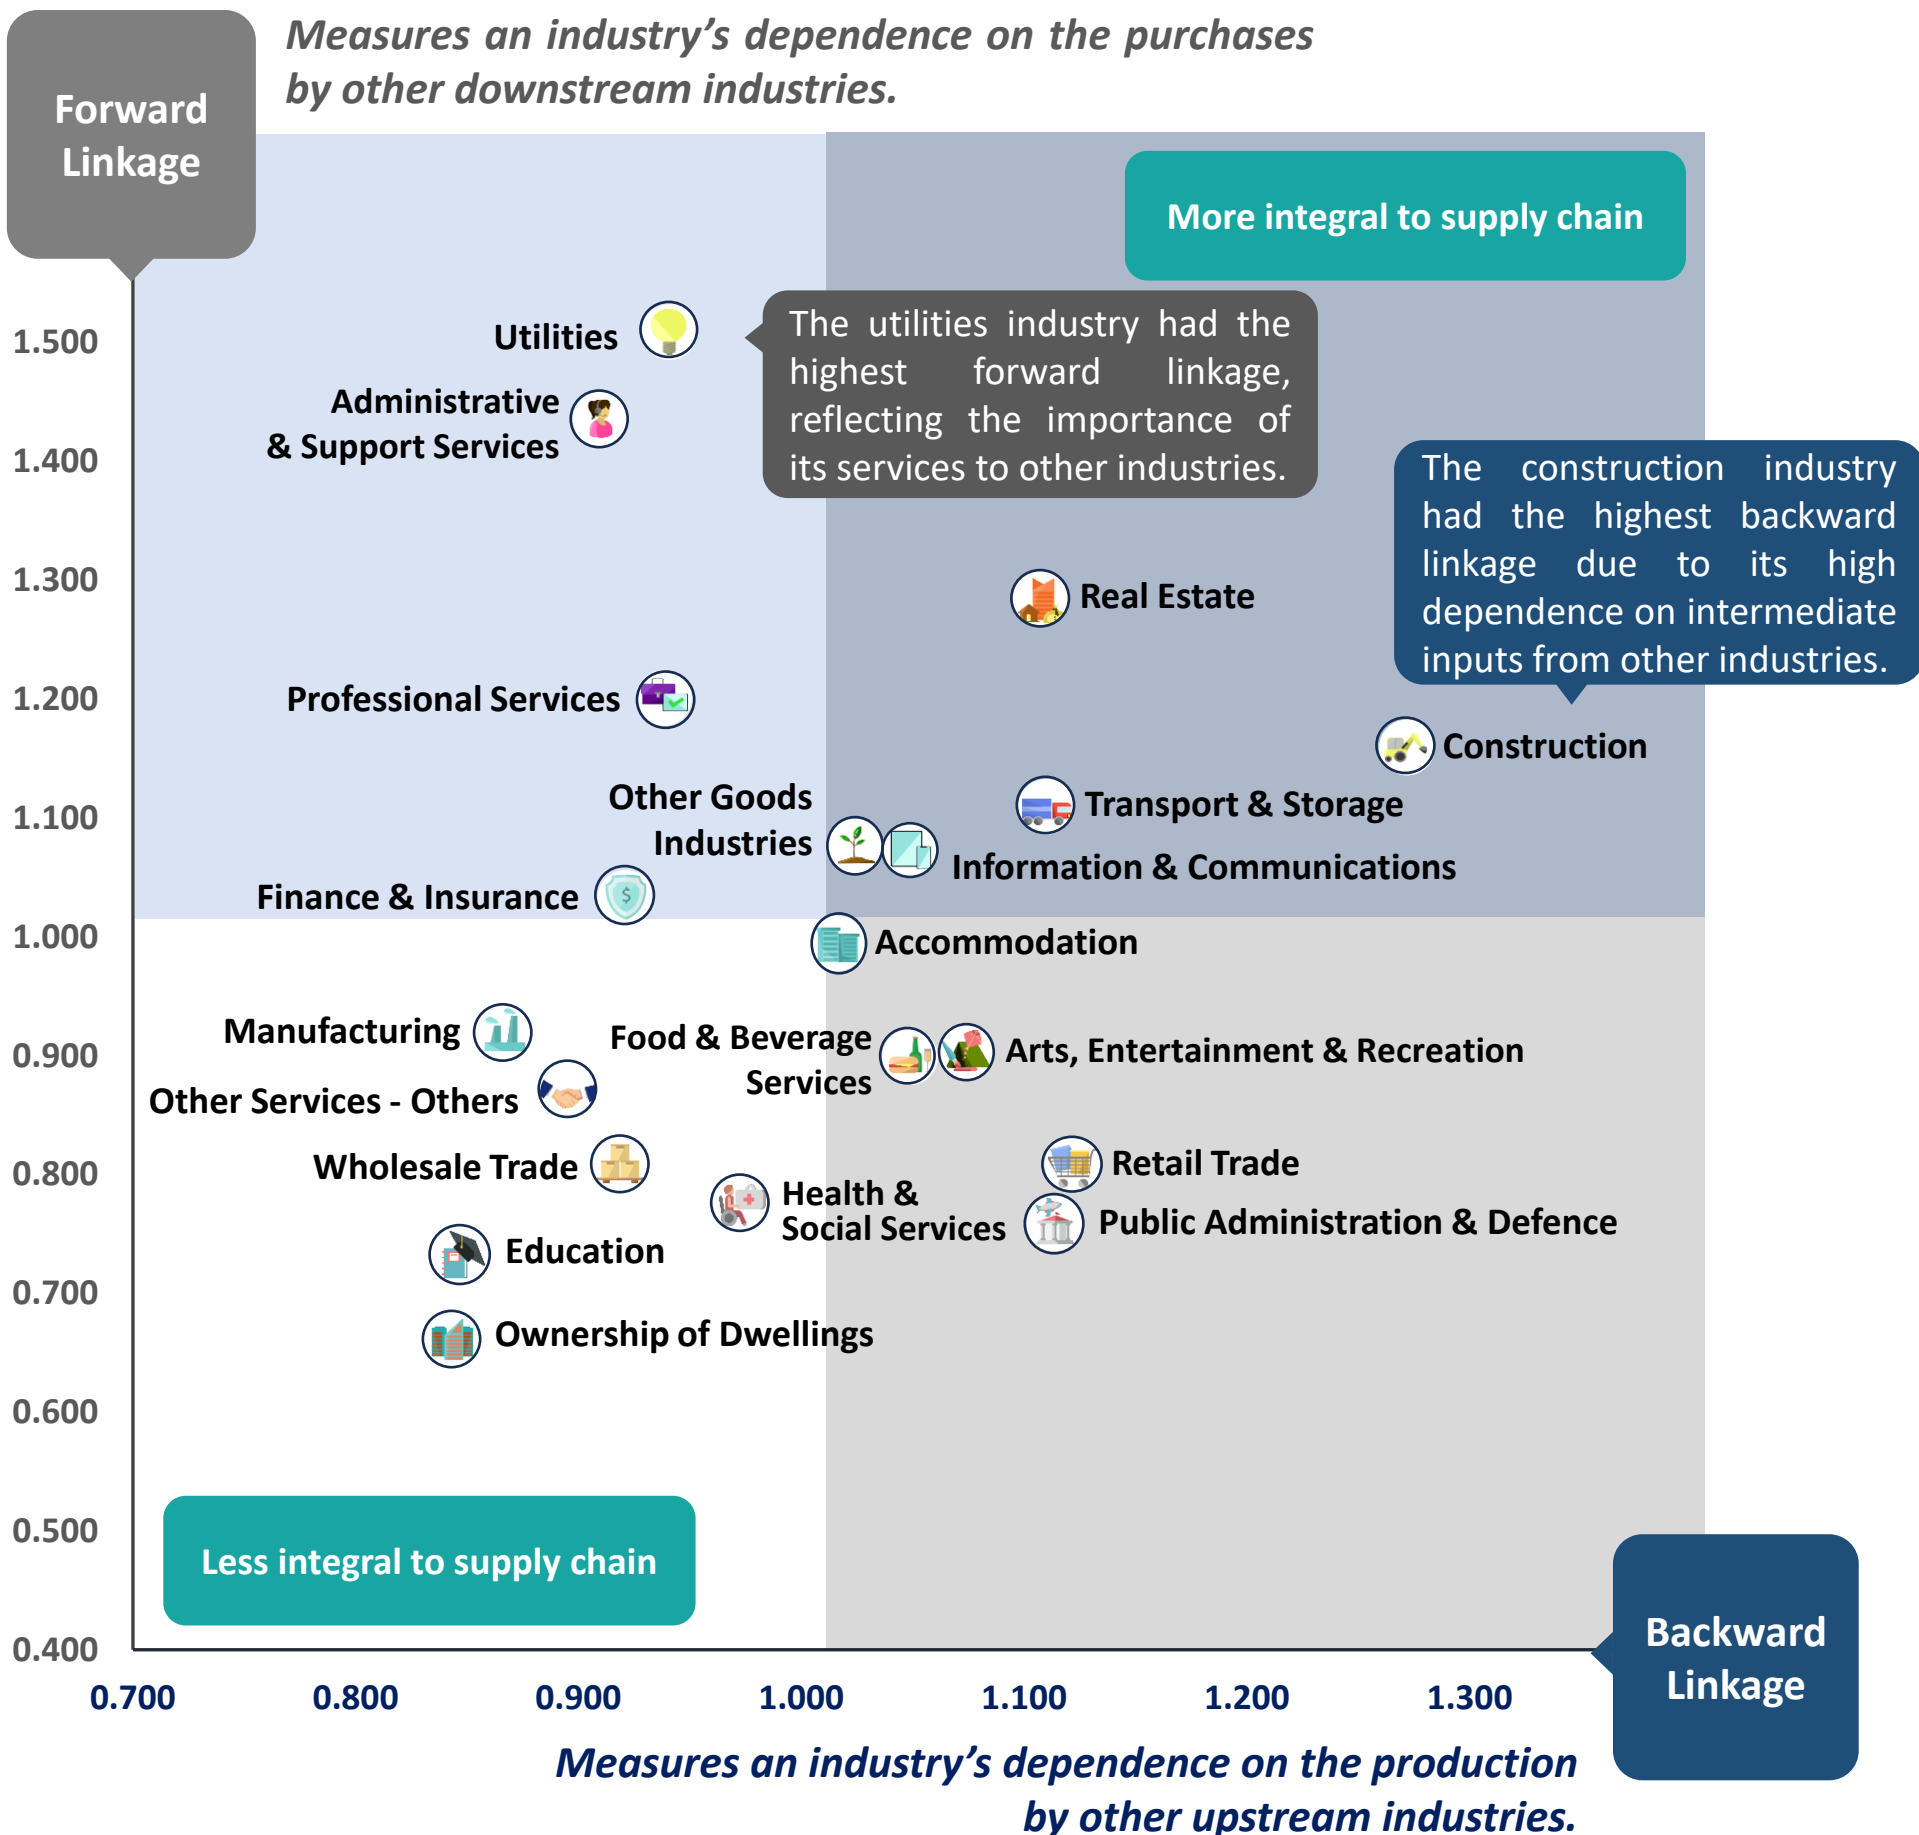 Measures an industry’s dependence on the purchases
by other downstream industries.
Forward
Linkage
More integral to supply chain
1.500
1.400
1.300
1.200
1.100
1.000
0.900
0.800
0.700
0.600
0.500
0.400
Utilities
The utilities industry had the
highest forward linkage,
reflecting the importance of
its services to other industries.
Administrative
& Support Services
The construction industry
had the highest backward
linkage due to its high
dependence on intermediate
inputs from other industries.
Real Estate
Professional Services
Construction
Other Goods
Industries
Transport & Storage
Information & Communications
Finance & Insurance
$
Accommodation
Manufacturing
Food & Beverage
Services
Arts, Entertainment & Recreation
Other Services - Others
Wholesale Trade
Retail Trade
Health &
Social Services
Public Administration & Defence
Education
Ownership of Dwellings
Less integral to supply chain
Backward
Linkage
0.700 0.800 0.900 1.000 1.100 1.200 1.300
Measures an industry’s dependence on the production
by other upstream industries.